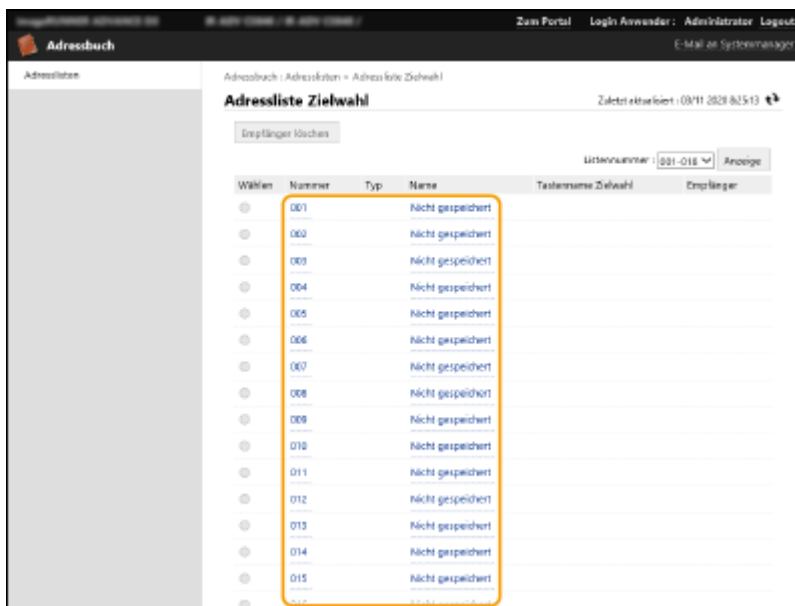 Zum Portal Login Anwender: Administrator Logout
Adressbuch E-Mail an Systemmanager
Adresslisten
Adressbuch : Adresslisten > Adressliste Zielwahl
Adressliste Zielwahl Zuletzt aktualisiert : 03/11 2020 8:25:13
Empfänger löschen
Listennummer : 001-018 Anzeige
Wählen Nummer Typ Name Tastenname Zielwahl Empfänger
001 Nicht gespeichert
002 Nicht gespeichert
003 Nicht gespeichert
004 Nicht gespeichert
005 Nicht gespeichert
006 Nicht gespeichert
007 Nicht gespeichert
008 Nicht gespeichert
009 Nicht gespeichert
010 Nicht gespeichert
011 Nicht gespeichert
012 Nicht gespeichert
013 Nicht gespeichert
014 Nicht gespeichert
015 Nicht gespeichert